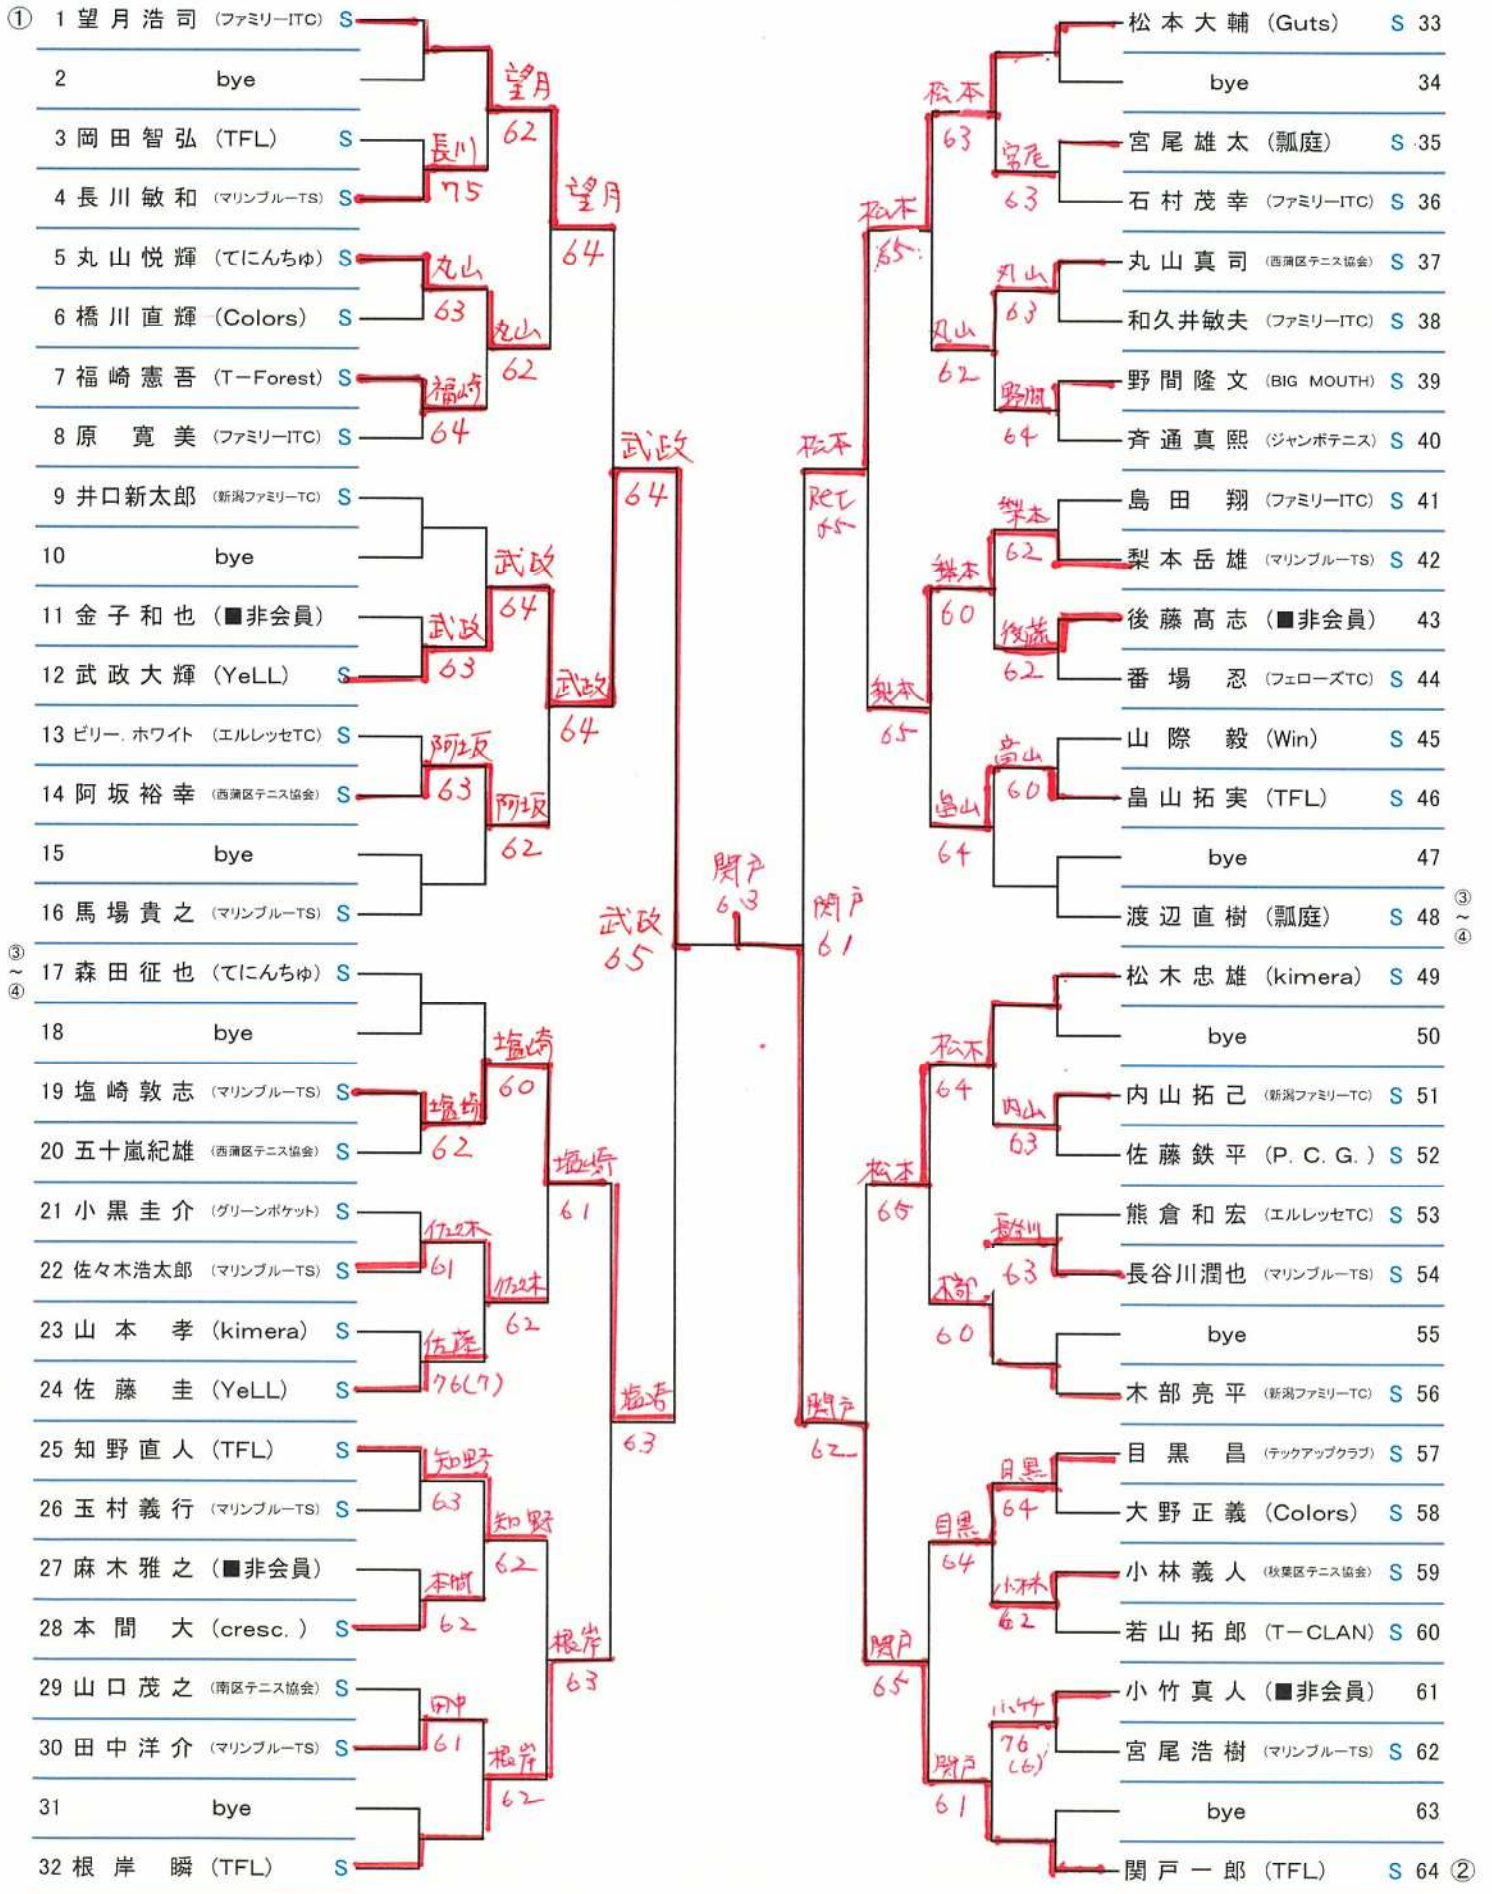 ① 1 望月浩司 (ファミリーITC) S
2 bye
3 岡田智弘 (TFL) S
4 長川敏和 (マリンブルーTS) S
5 丸山悦輝 (てにんちゅ) S
6 橋川直輝 (Colors) S
7 福崎憲吾 (T-Forest) S
8 原 寛美 (ファミリーITC) S
9 井口新太郎 (新潟ファミリーTC) S
10 bye
11 金子和也 (■非会員)
12 武政大輝 (YeLL) S
13 ビリー.ホワイト (エルレッセTC) S
14 阿坂裕幸 (西蒲区テニス協会) S
15 bye
16 馬場貴之 (マリンブルーTS) S
③~④
17 森田征也 (てにんちゅ) S
18 bye
19 塩崎敦志 (マリンブルーTS) S
20 五十嵐紀雄 (西蒲区テニス協会) S
21 小黒圭介 (グリーンポケット) S
22 佐々木浩太郎 (マリンブルーTS) S
23 山本 孝 (kimera) S
24 佐藤 圭 (YeLL) S
25 知野直人 (TFL) S
26 玉村義行 (マリンブルーTS) S
27 麻木雅之 (■非会員)
28 本間 大 (cresc.) S
29 山口茂之 (南区テニス協会) S
30 田中洋介 (マリンブルーTS) S
31 bye
32 根岸 瞬 (TFL) S
長川
75
丸山
63
福崎
64
武政
63
阿坂
63
塩崎
62
佐々木
61
佐藤
76(7)
知野
63
本間
62
田中
61
望月
62
丸山
62
武政
64
阿坂
62
塩崎
60
佐々木
62
知野
62
根岸
62
望月
64
武政
64
塩崎
61
根岸
63
武政
64
塩崎
63
武政
65
関戸
63
関戸
61
松本
Ret
65
関戸
62
松本
65
梨本
65
松木
65
関戸
65
松本
63
丸山
62
梨本
60
畠山
64
松木
64
木部
60
目黒
64
関戸
61
宮尾
63
丸山
63
野間
64
梨本
62
後藤
62
畠山
60
内山
63
長谷川
63
目黒
64
小林
62
小竹
76
(6)
松本大輔 (Guts) S 33
bye 34
宮尾雄太 (瓢庭) S 35
石村茂幸 (ファミリーITC) S 36
丸山真司 (西蒲区テニス協会) S 37
和久井敏夫 (ファミリーITC) S 38
野間隆文 (BIG MOUTH) S 39
斉通真熙 (ジャンボテニス) S 40
島田 翔 (ファミリーITC) S 41
梨本岳雄 (マリンブルーTS) S 42
後藤髙志 (■非会員) 43
番場 忍 (フェローズTC) S 44
山際 毅 (Win) S 45
畠山拓実 (TFL) S 46
bye 47
渡辺直樹 (瓢庭) S 48
③~④
松木忠雄 (kimera) S 49
bye 50
内山拓己 (新潟ファミリーTC) S 51
佐藤鉄平 (P.C.G.) S 52
熊倉和宏 (エルレッセTC) S 53
長谷川潤也 (マリンブルーTS) S 54
bye 55
木部亮平 (新潟ファミリーTC) S 56
目黒 昌 (テックアップクラブ) S 57
大野正義 (Colors) S 58
小林義人 (秋葉区テニス協会) S 59
若山拓郎 (T-CLAN) S 60
小竹真人 (■非会員) 61
宮尾浩樹 (マリンブルーTS) S 62
bye 63
関戸一郎 (TFL) S 64 ②